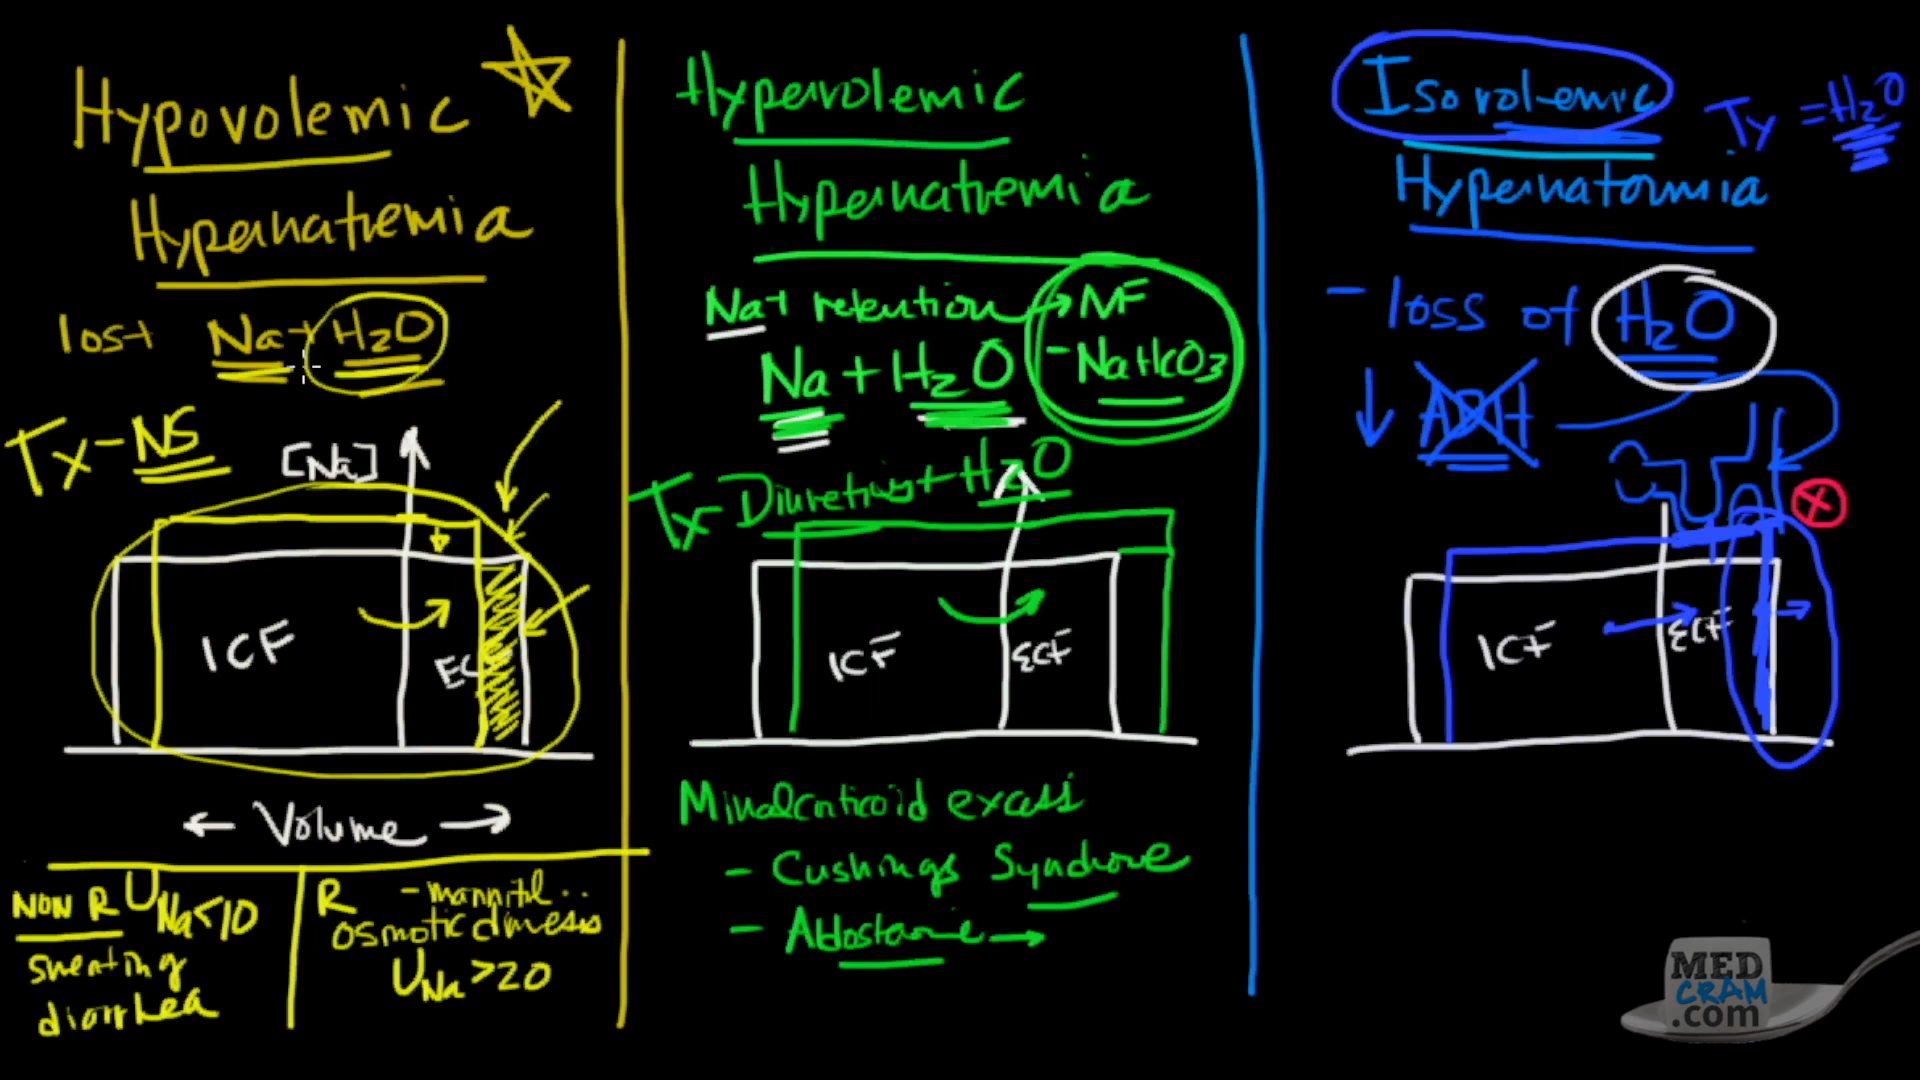 Hypovolemic
Hypernatremia
lost Na+ H2O
Tx - NS
[Na]
ICF
EC
← Volume →
NON R UNa<10
sweating
diarrhea
R - mannitol..
osmotic diuresis
UNa >20
Hypervolemic
Hypernatremia
Na+ retention → NF
- NaHCO3
Na + H2O
Tx - Diuretics + H2O
ICF
ECF
Minalcorticoid excess
- Cushings Syndrome
- Aldosterone →
Isovolemic
Tx = H2O
Hypernatormia
- loss of H2O
↓ ADH
ICF
ECF
MED
CRAM
.com